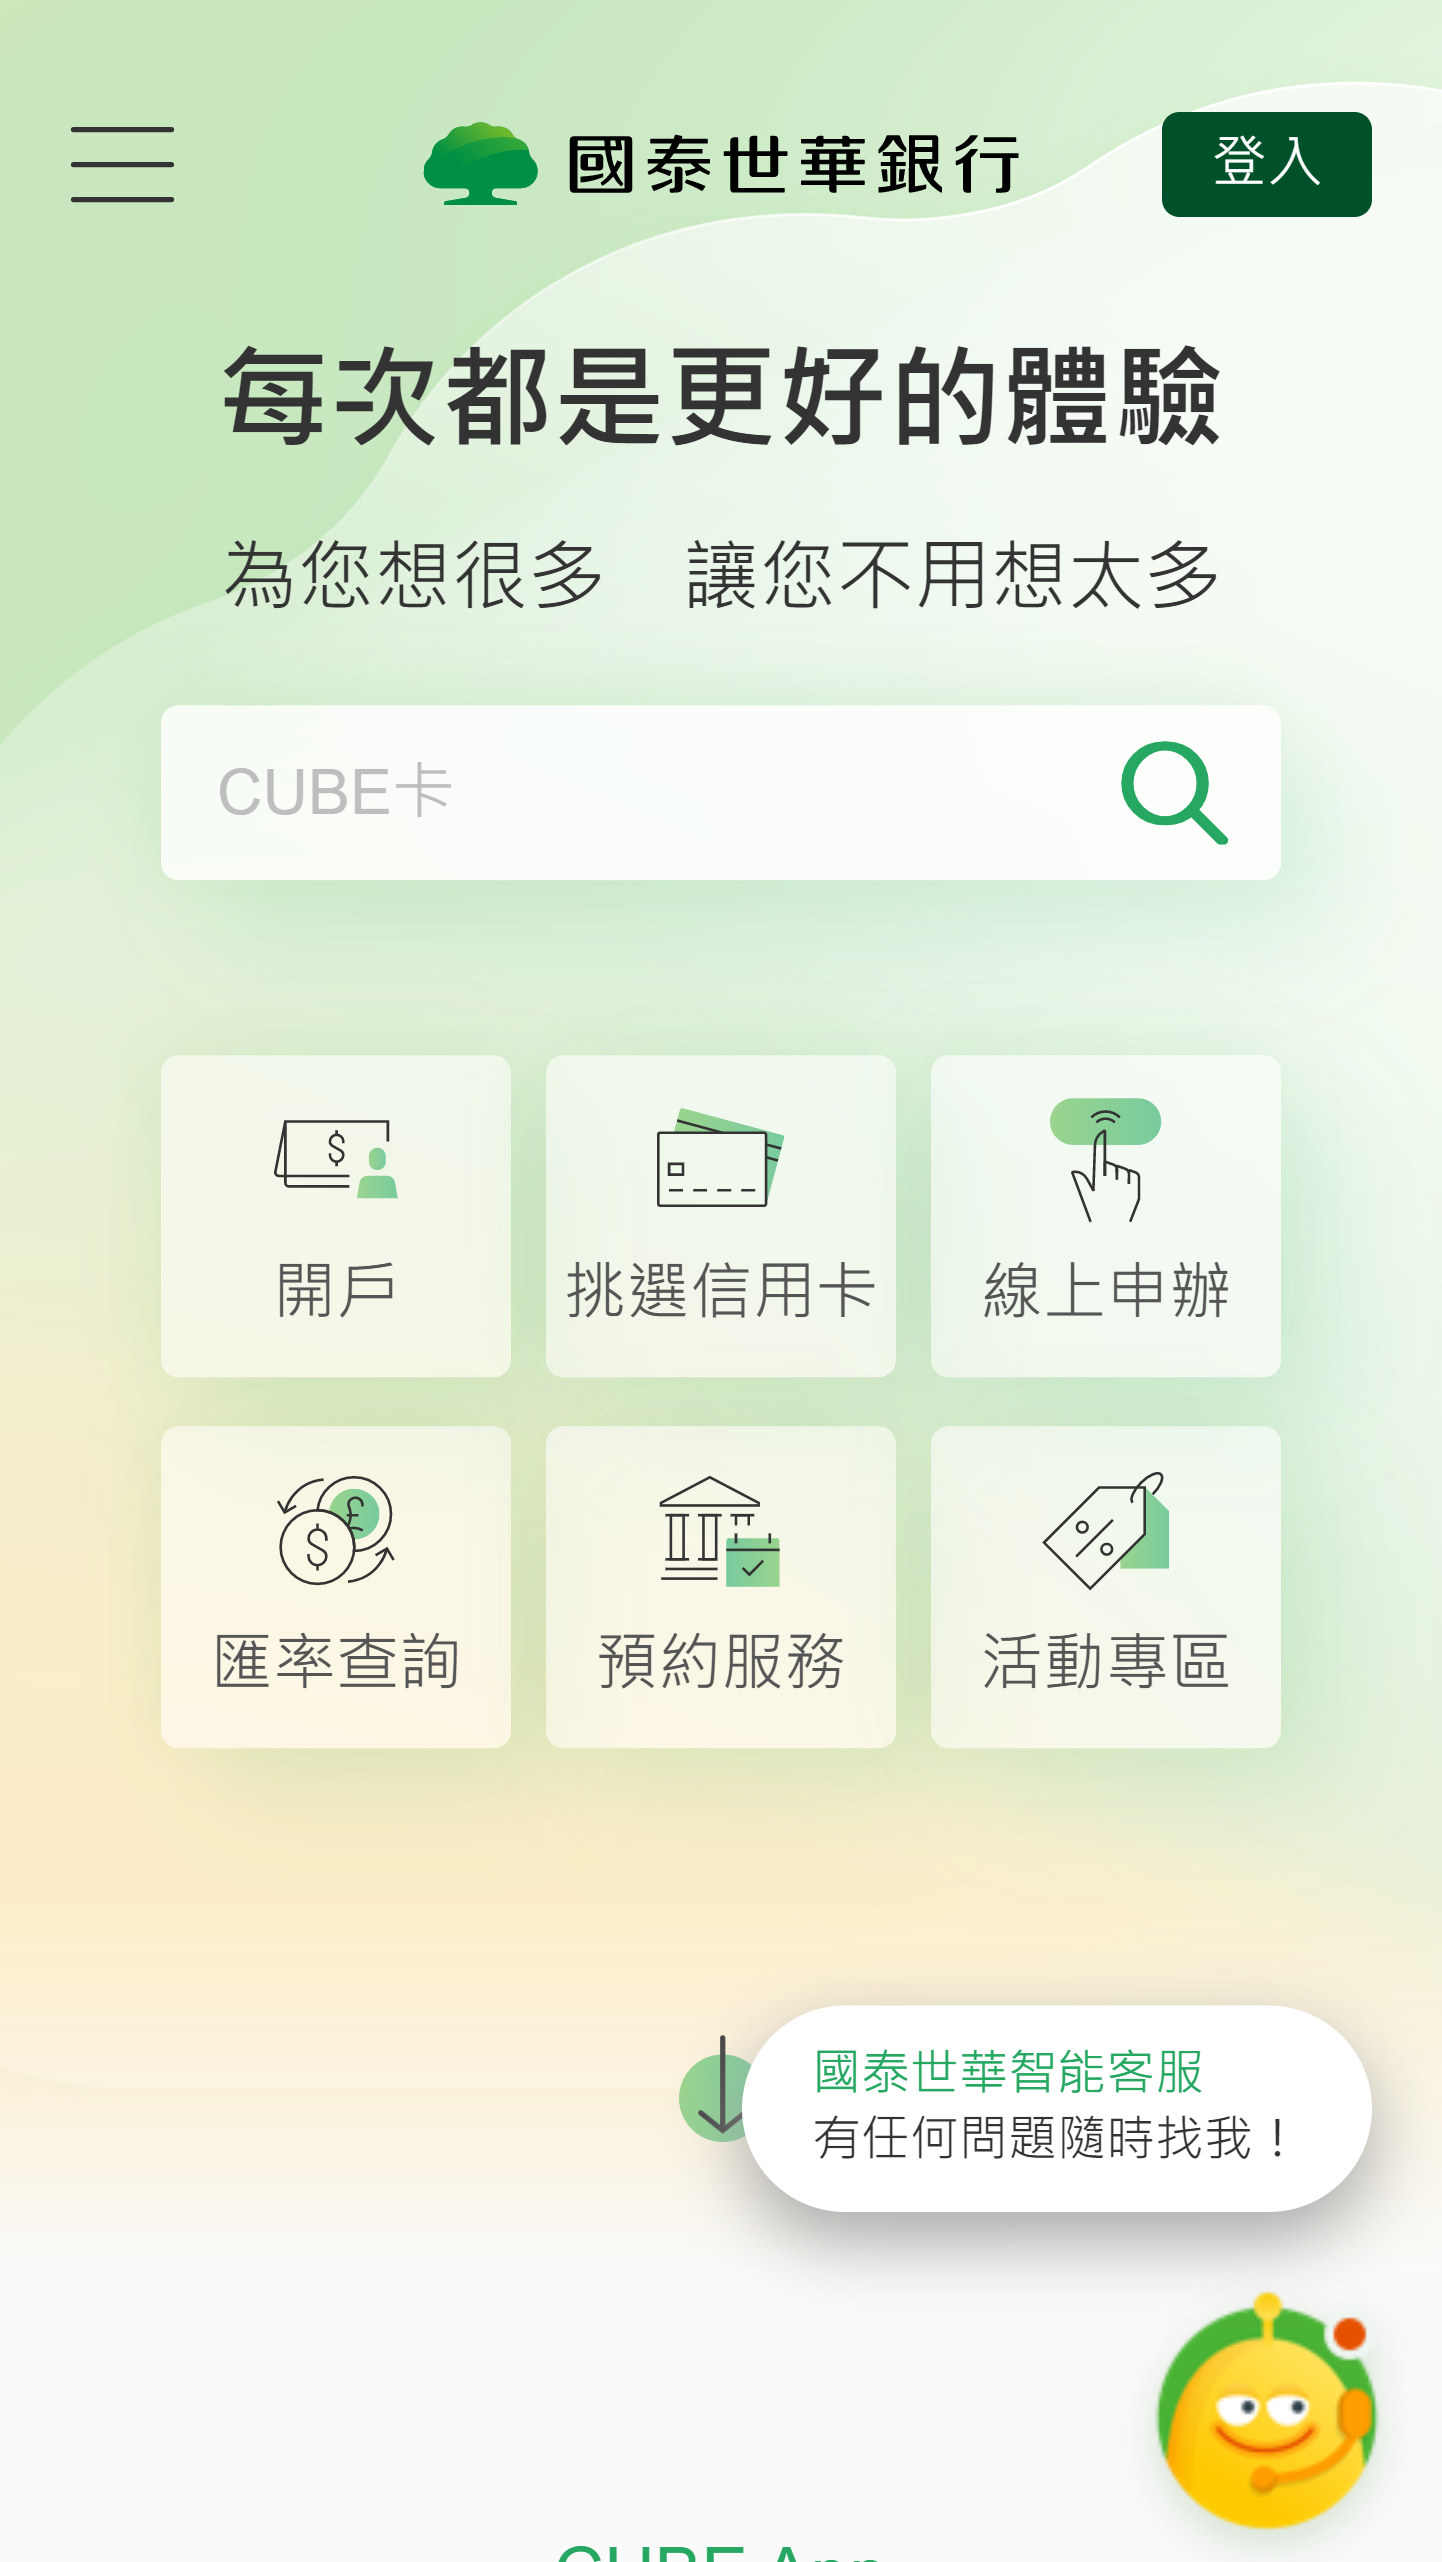 國泰世華銀行
登入
每次都是更好的體驗
為您想很多 讓您不用想太多
CUBE卡
開戶
挑選信用卡
線上申辦
匯率查詢
預約服務
活動專區
國泰世華智能客服
有任何問題隨時找我！
CUBE App